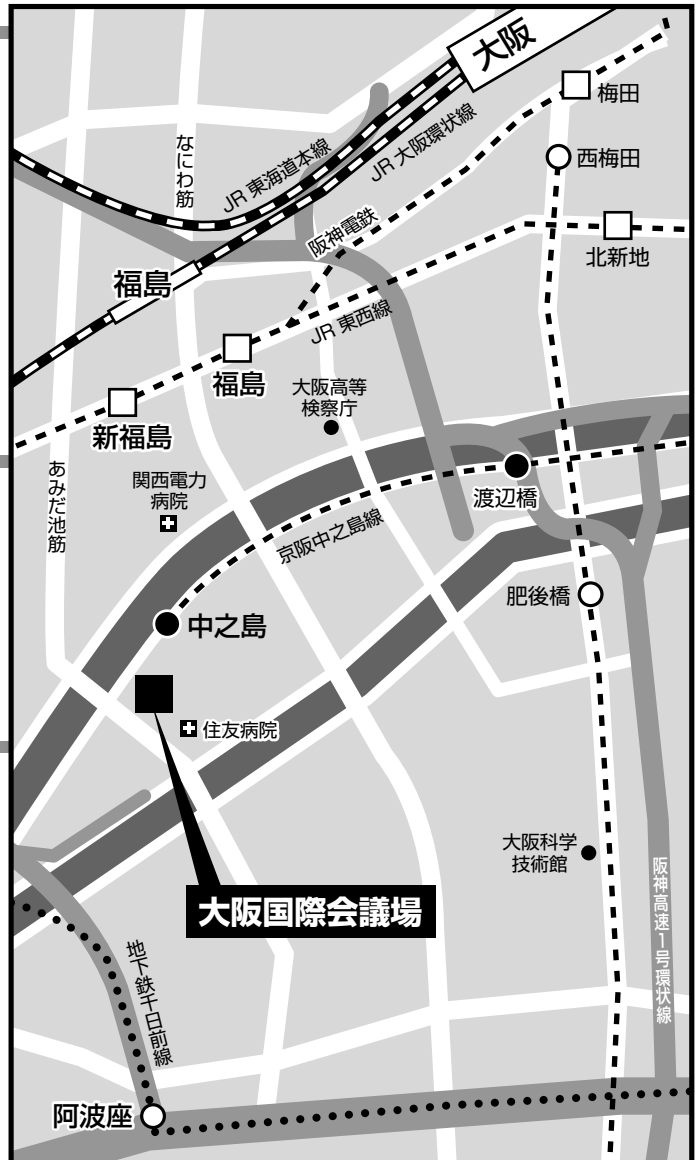 大阪
梅田
西梅田
なにわ筋
JR 東海道本線
JR 大阪環状線
阪神電鉄
北新地
福島
JR 東西線
福島
大阪高等
検察庁
新福島
あみだ池筋
関西電力
病院
渡辺橋
京阪中之島線
肥後橋
中之島
住友病院
大阪科学
技術館
阪神高速1号環状線
大阪国際会議場
地下鉄千日前線
阿波座